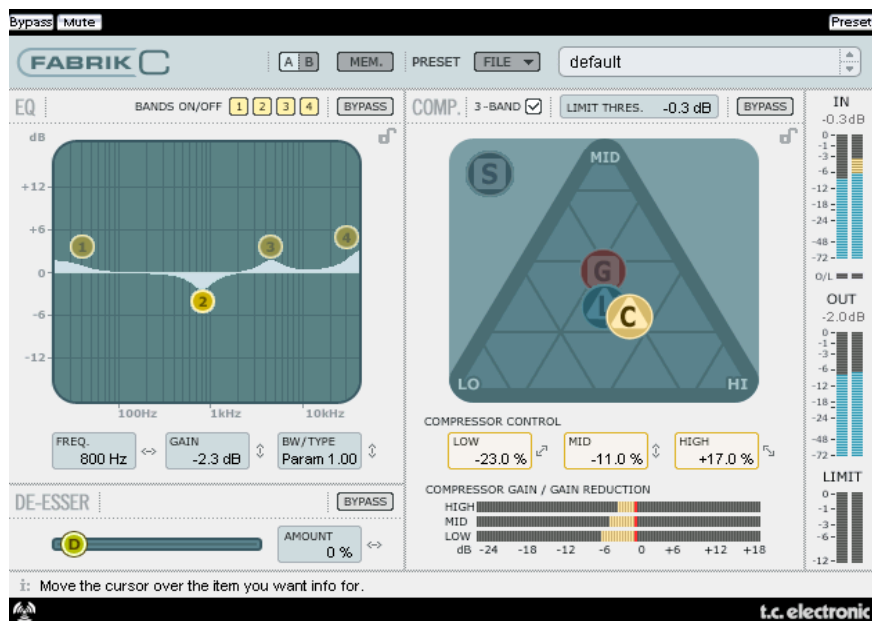 Bypass Mute Preset
FABRIK C A B MEM. PRESET FILE default
EQ BANDS ON/OFF 1 2 3 4 BYPASS
COMP. 3-BAND LIMIT THRES. -0.3 dB BYPASS
IN
-0.3dB
dB
+12
+6
0
-6
-12
1
2
3
4
100Hz 1kHz 10kHz
FREQ. 800 Hz
GAIN -2.3 dB
BW/TYPE Param 1.00
S
MID
G
L
C
LO HI
COMPRESSOR CONTROL
LOW -23.0 %
MID -11.0 %
HIGH +17.0 %
DE-ESSER BYPASS
D
AMOUNT 0 %
COMPRESSOR GAIN / GAIN REDUCTION
HIGH
MID
LOW
dB -24 -18 -12 -6 0 +6 +12 +18
0
-1
-3
-6
-12
-18
-24
-48
-72
O/L
OUT
-2.0dB
0
-1
-3
-6
-12
-18
-24
-48
-72
LIMIT
0
-1
-3
-6
-12
i: Move the cursor over the item you want info for.
t.c. electronic